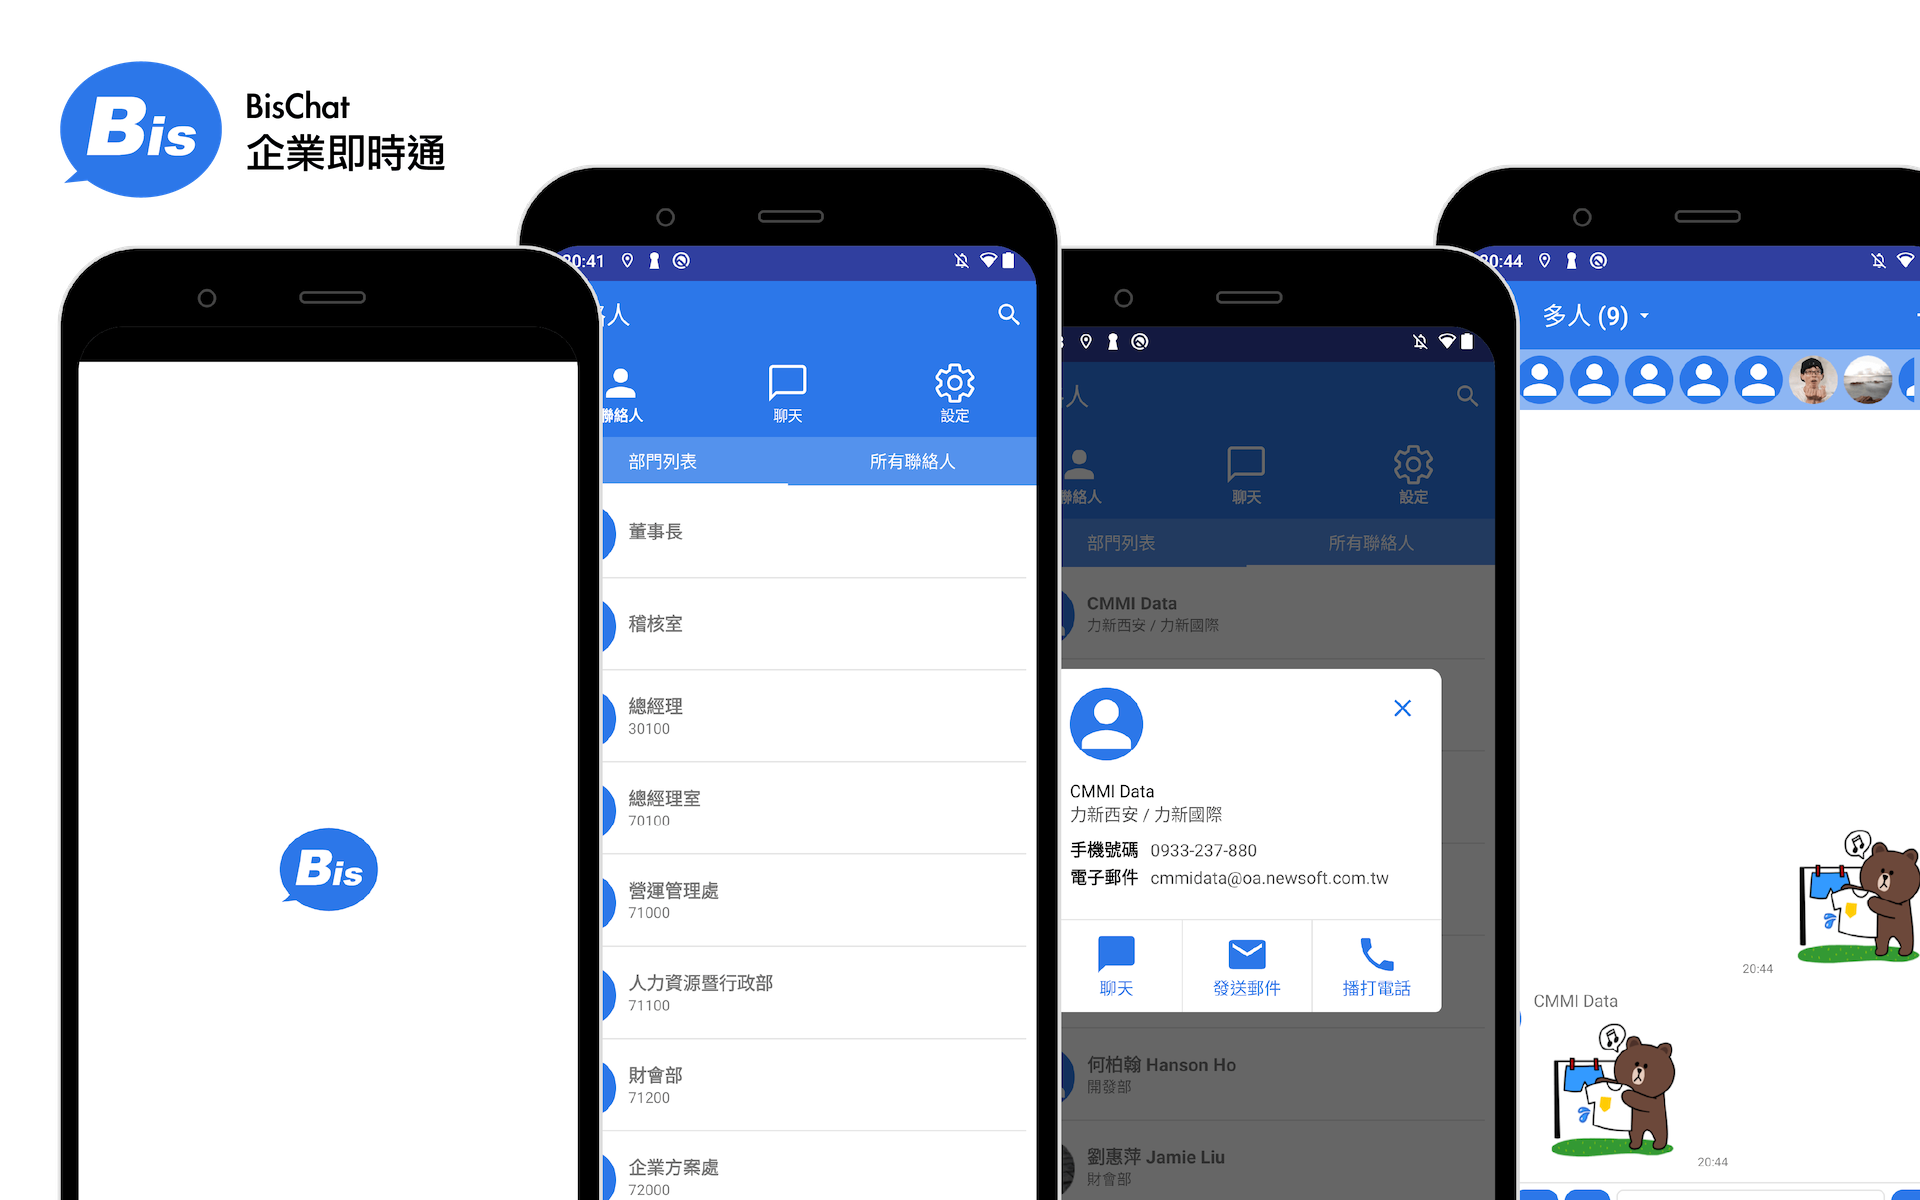 Bis
BisChat
企業即時通
Bis
20:41
人
聯絡人
聊天
設定
部門列表
所有聯絡人
董事長
稽核室
總經理
30100
總經理室
70100
營運管理處
71000
人力資源暨行政部
71100
財會部
71200
企業方案處
72000
人
聯絡人
聊天
設定
部門列表
所有聯絡人
CMMI Data
力新西安 / 力新國際
CMMI Data
力新西安 / 力新國際
手機號碼 0933-237-880
電子郵件 cmmidata@oa.newsoft.com.tw
聊天
發送郵件
播打電話
何柏翰 Hanson Ho
開發部
劉惠萍 Jamie Liu
財會部
20:44
多人 (9)
20:44
CMMI Data
20:44